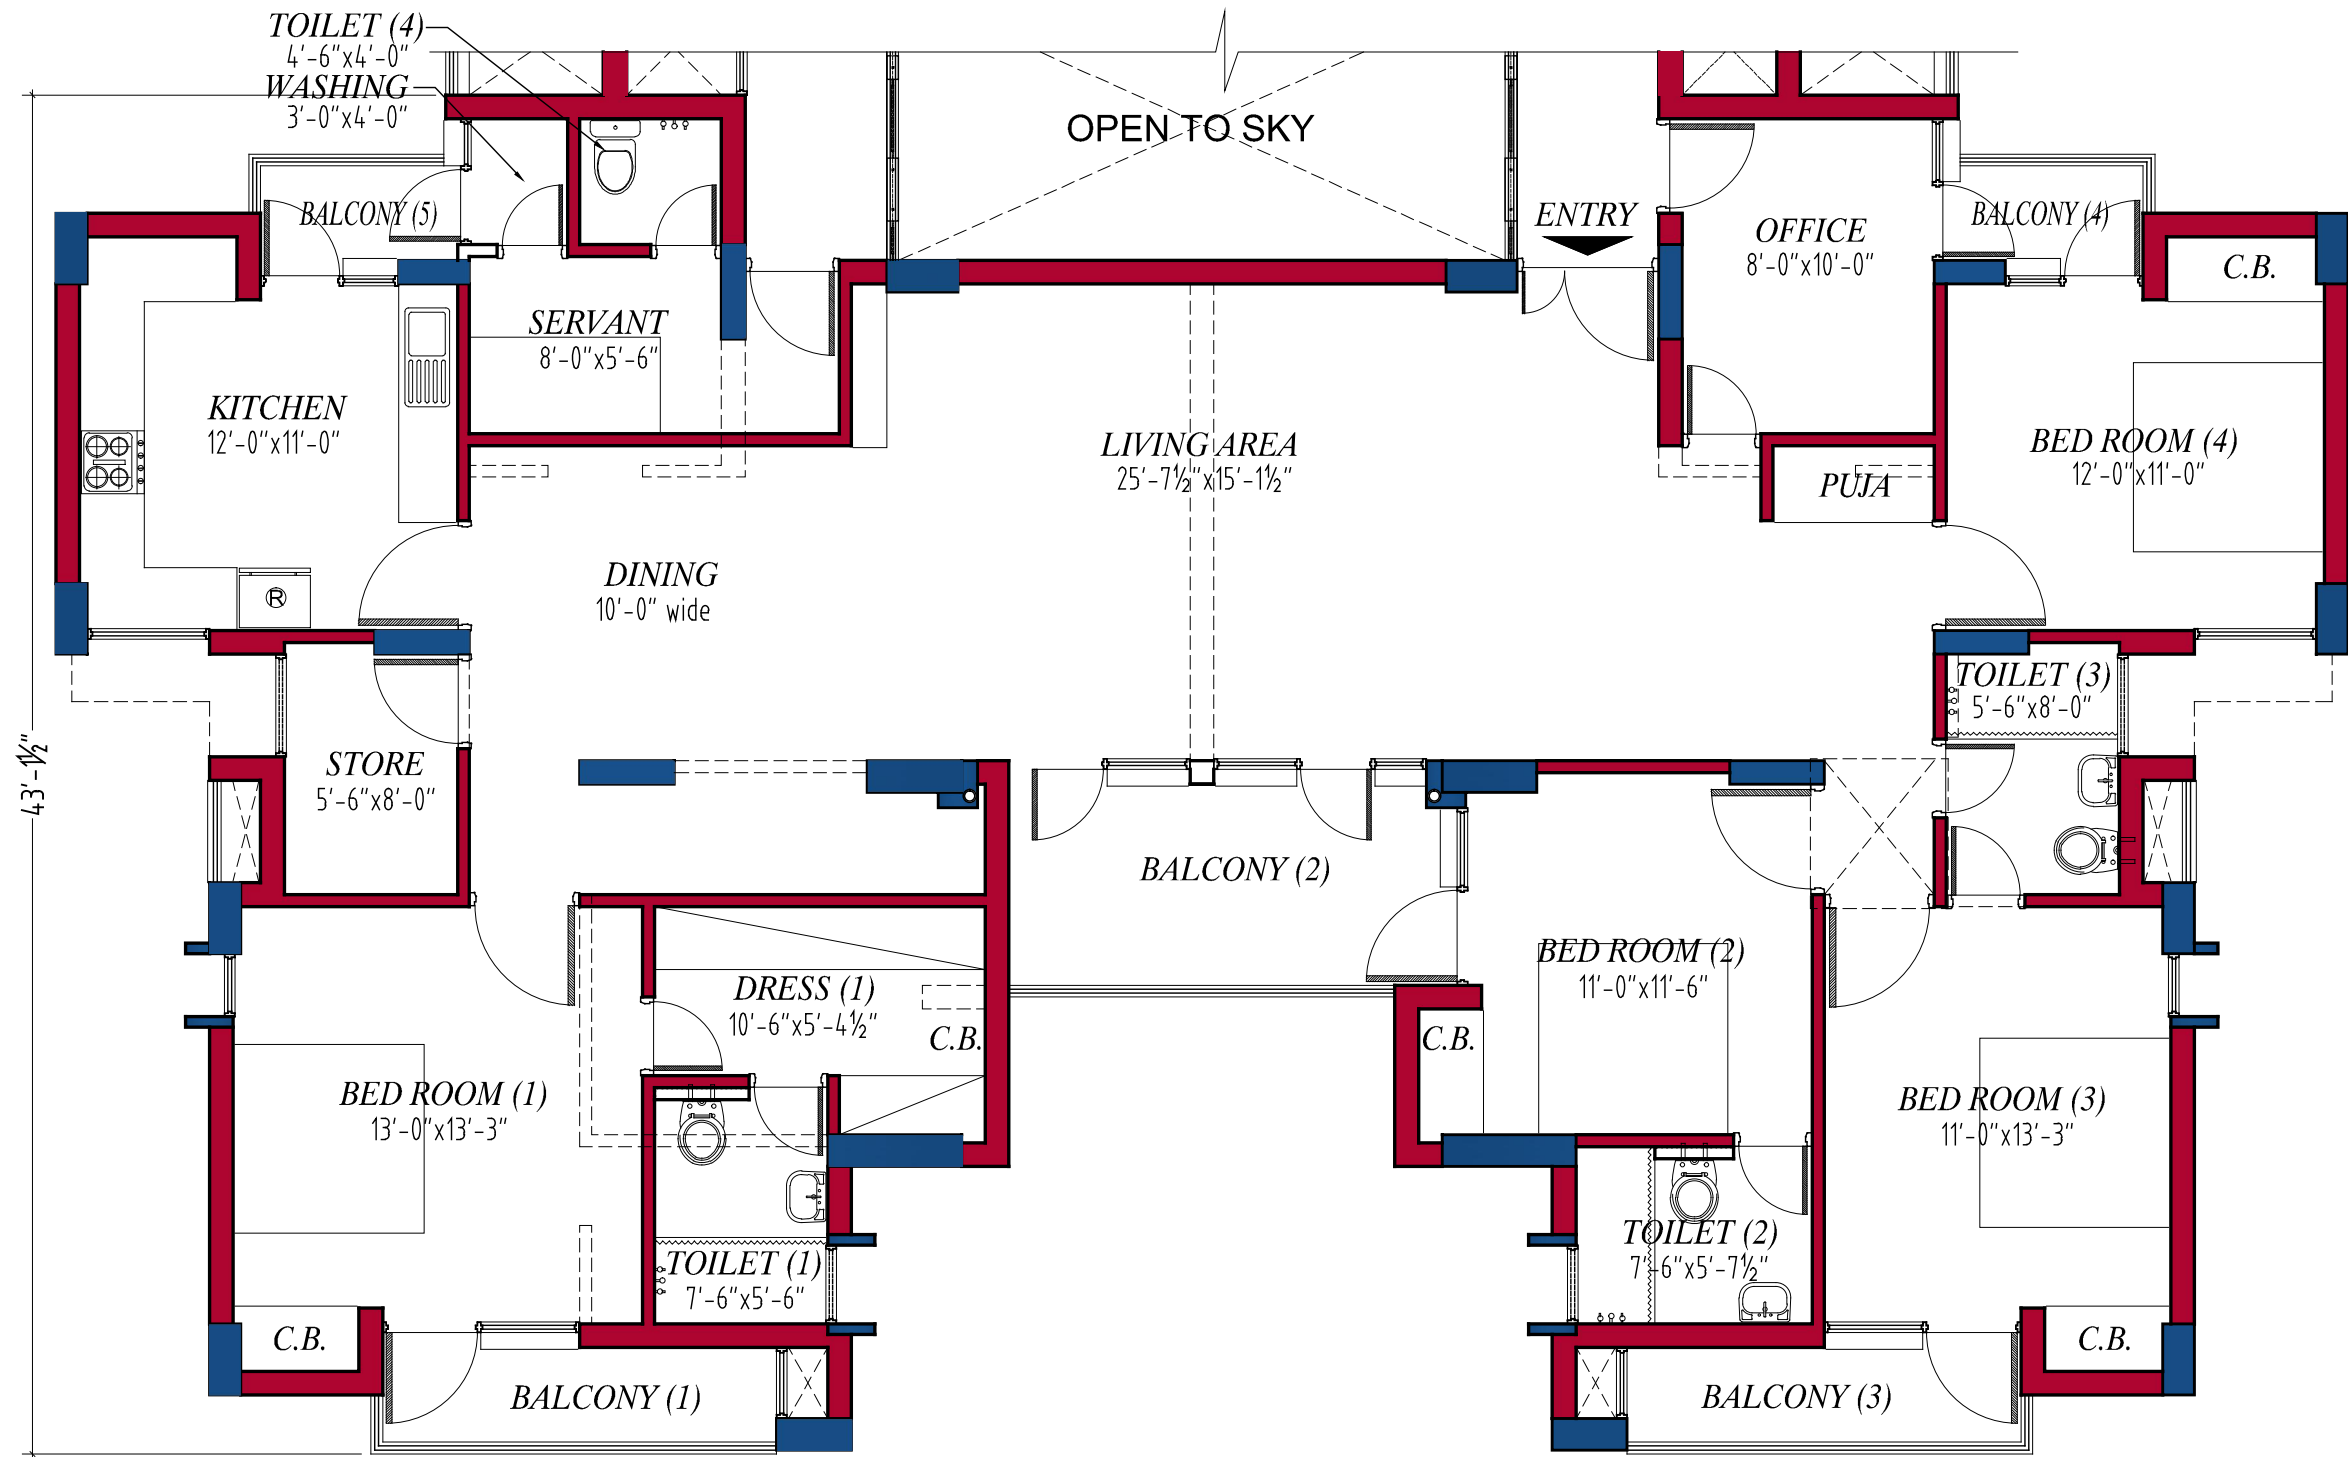 TOILET (4)
4'-6"x4'-0"
WASHING
3'-0"x4'-0"
OPEN TO SKY
BALCONY (5)
ENTRY
OFFICE
8'-0"x10'-0"
BALCONY (4)
C.B.
SERVANT
8'-0"x5'-6"
KITCHEN
12'-0"x11'-0"
LIVING AREA
25'-7½"x15'-1½"
PUJA
BED ROOM (4)
12'-0"x11'-0"
DINING
10'-0" wide
R
TOILET (3)
5'-6"x8'-0"
43'-1½"
STORE
5'-6"x8'-0"
BALCONY (2)
DRESS (1)
10'-6"x5'-4½"
C.B.
C.B.
BED ROOM (2)
11'-0"x11'-6"
BED ROOM (1)
13'-0"x13'-3"
BED ROOM (3)
11'-0"x13'-3"
TOILET (1)
7'-6"x5'-6"
TOILET (2)
7'-6"x5'-7½"
C.B.
C.B.
BALCONY (1)
BALCONY (3)